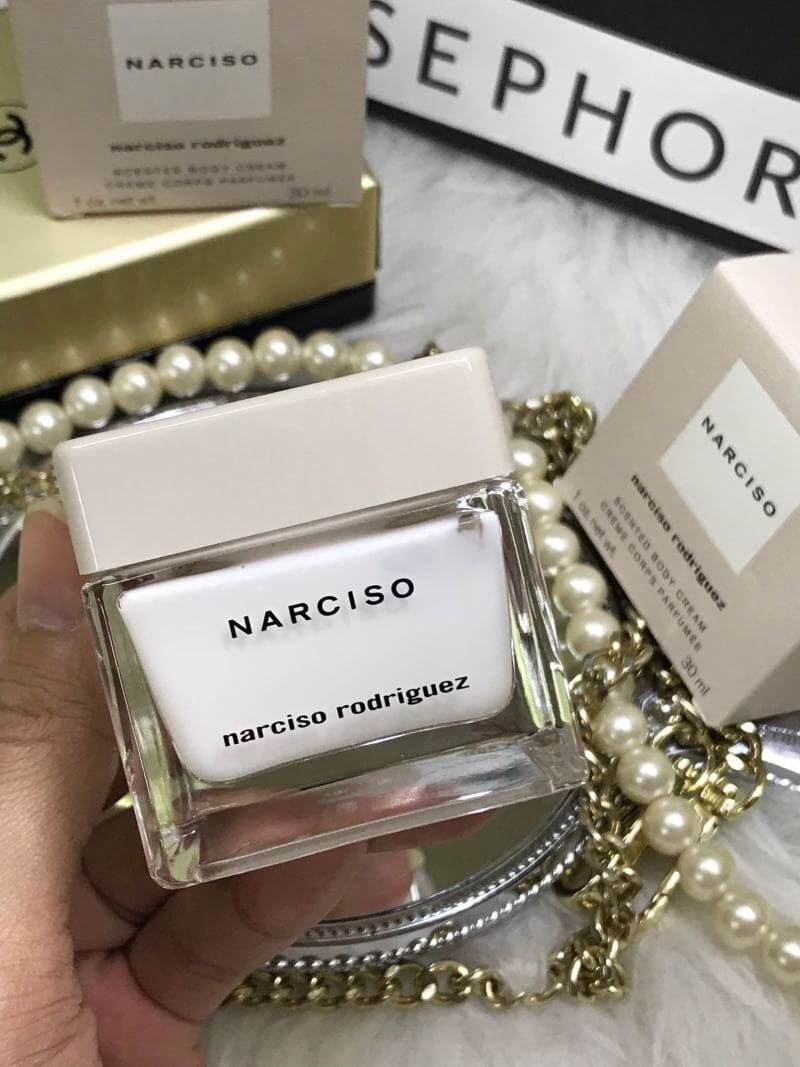 NARCISO
narciso rodriguez
SCENTED BODY CREAM
CRÈME CORPS PARFUMÉE
1 oz. net wt. 30 ml
SEPHOR
NARCISO
narciso rodriguez
SCENTED BODY CREAM
CRÈME CORPS PARFUMÉE
1 oz. net wt. 30 ml
NARCISO
narciso rodriguez